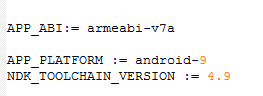 APP_ABI:= armeabi-v7a
APP_PLATFORM := android-9
NDK_TOOLCHAIN_VERSION := 4.9